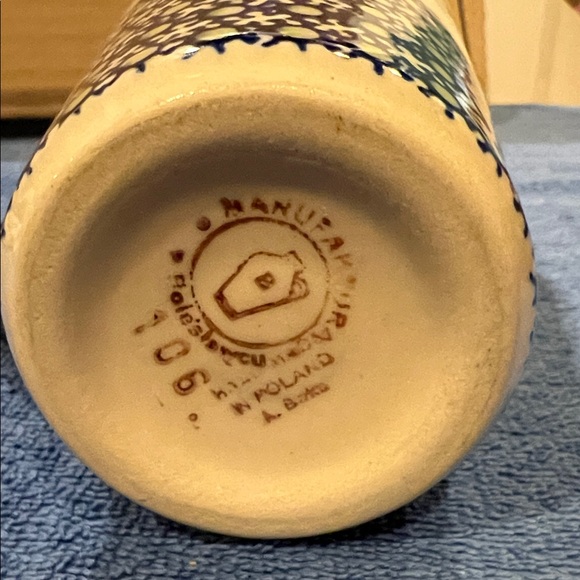 MANUFAKTURA
Bolesławcu
106
IN POLAND
A.